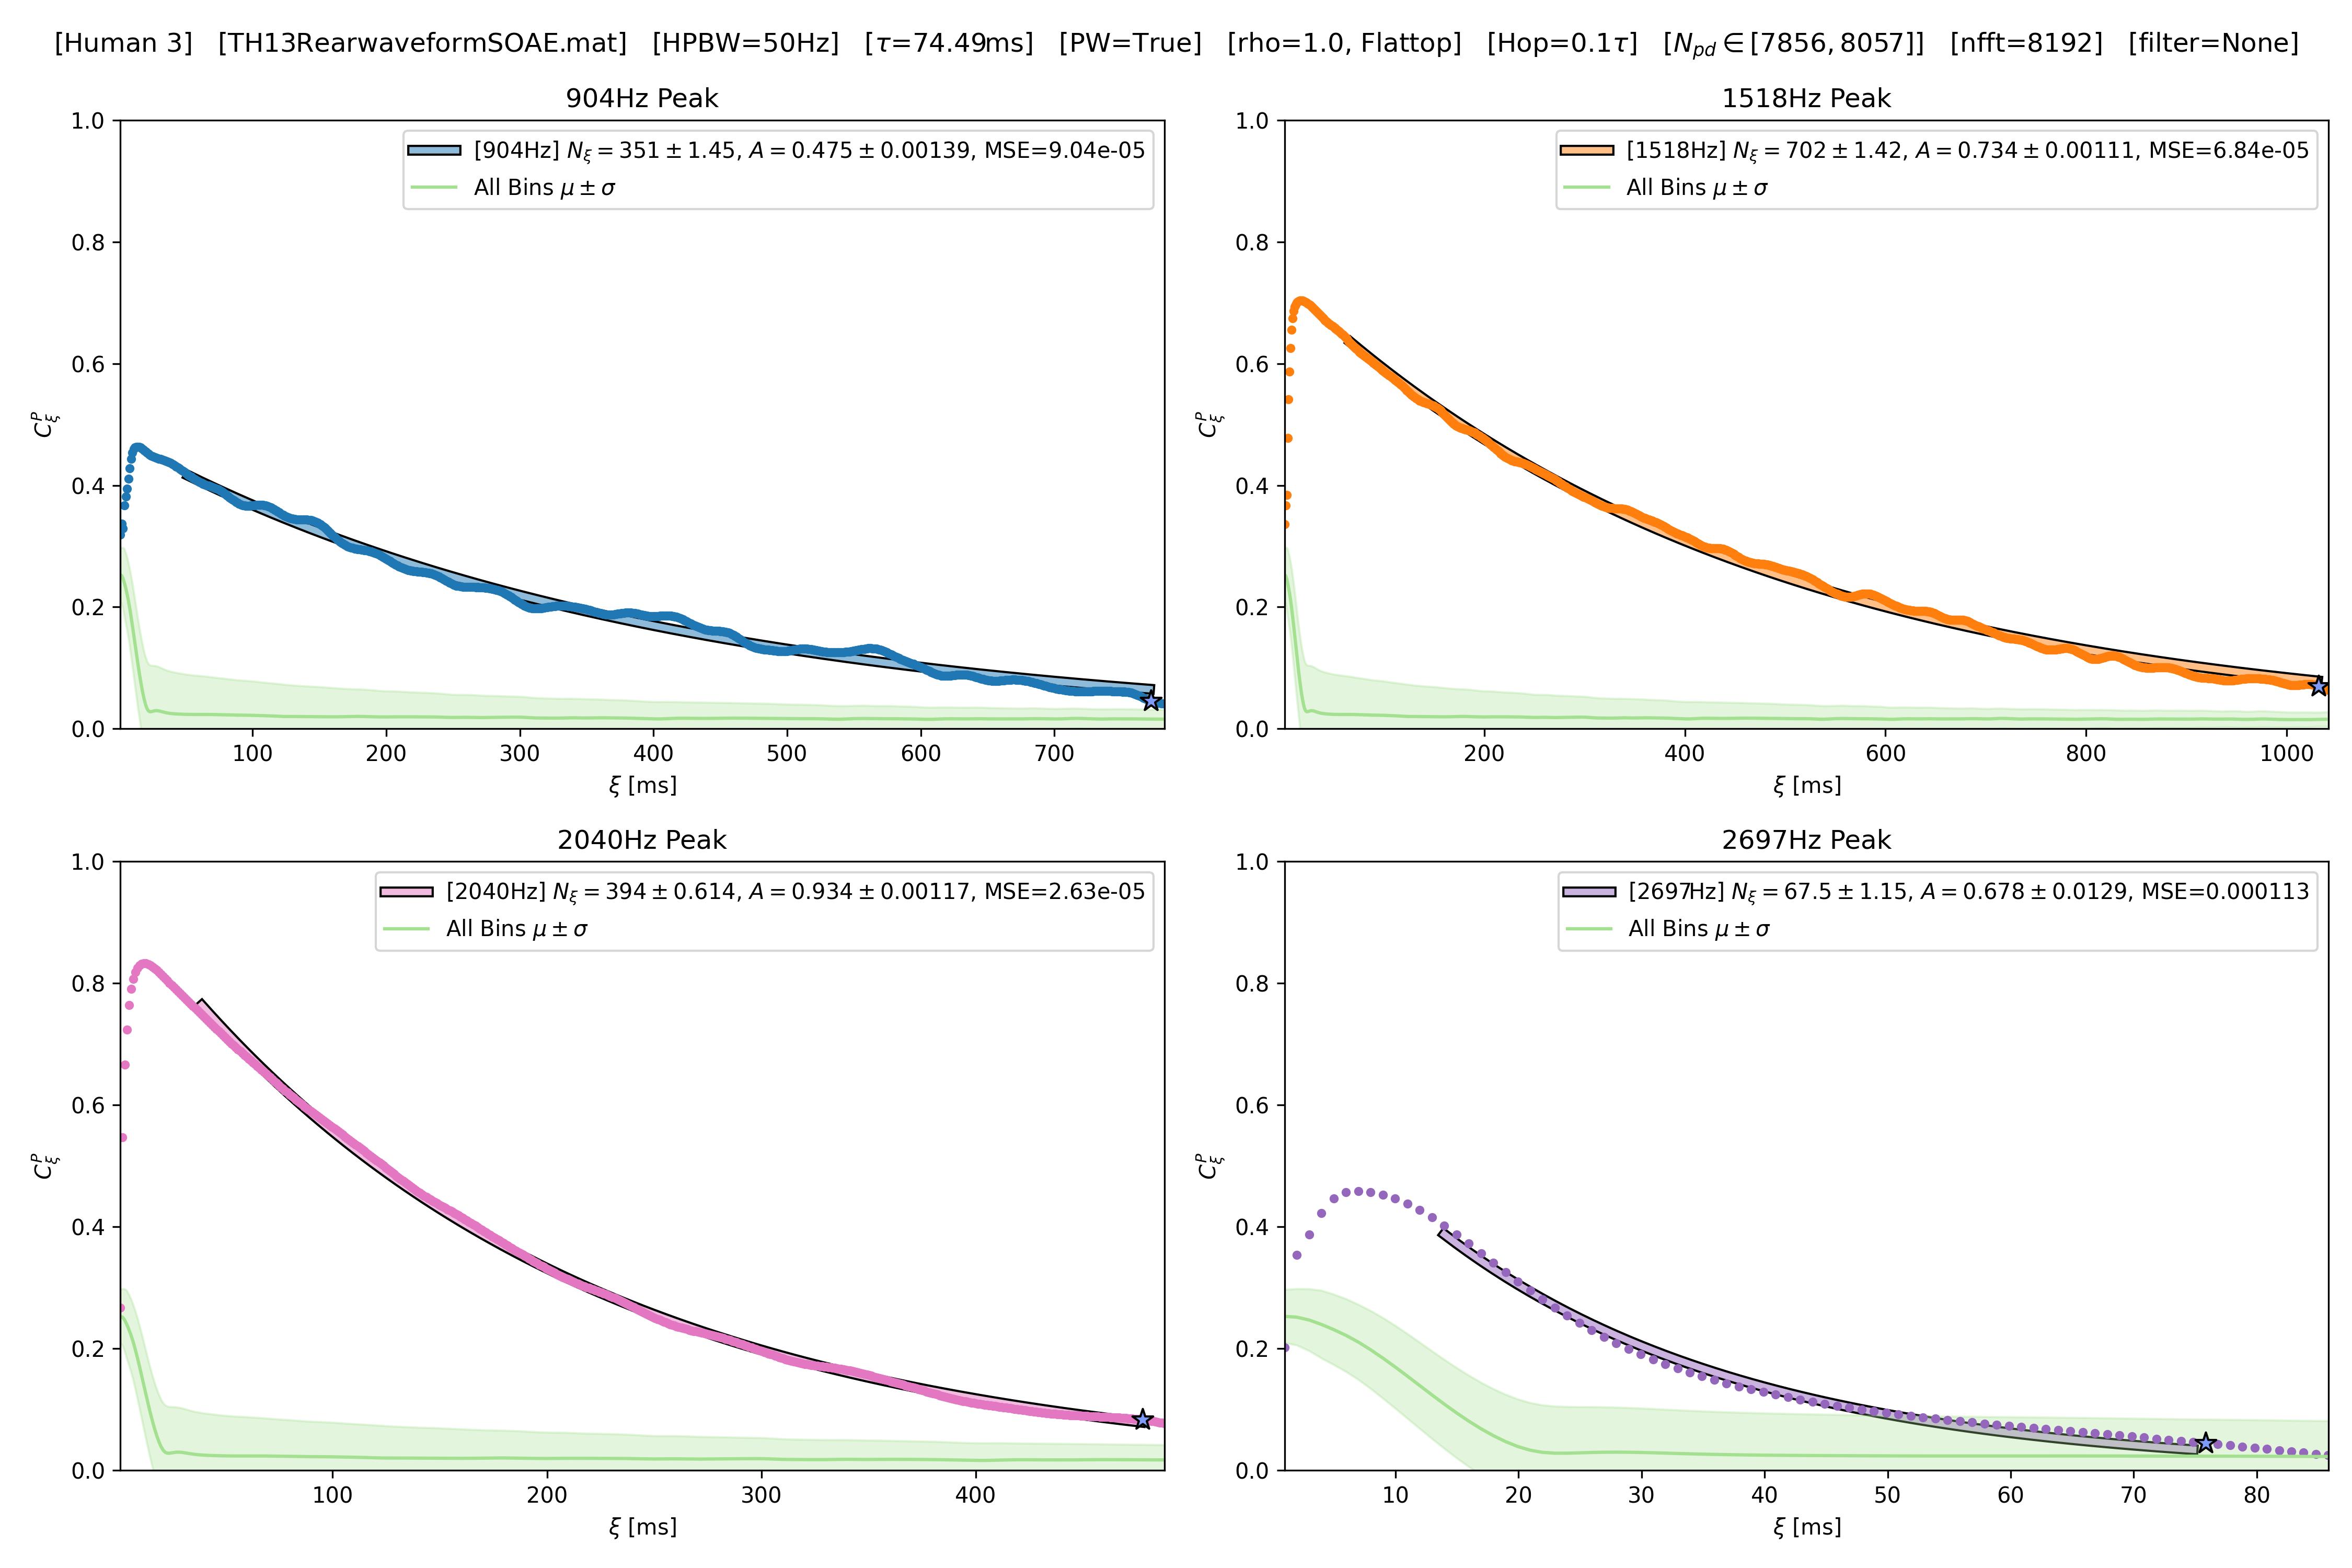 [Human 3] [TH13RearwaveformSOAE.mat] [HPBW=50Hz] [τ=74.49ms] [PW=True] [rho=1.0, Flattop] [Hop=0.1τ] [N_{pd} ∈ [7856, 8057]] [nfft=8192] [filter=None]
904Hz Peak
[904Hz] N_ξ = 351 ± 1.45, A = 0.475 ± 0.00139, MSE=9.04e-05
All Bins μ ± σ
1.0
0.8
0.6
0.4
0.2
0.0
C_ξ^P
100 200 300 400 500 600 700
ξ [ms]
1518Hz Peak
[1518Hz] N_ξ = 702 ± 1.42, A = 0.734 ± 0.00111, MSE=6.84e-05
All Bins μ ± σ
1.0
0.8
0.6
0.4
0.2
0.0
C_ξ^P
200 400 600 800 1000
ξ [ms]
2040Hz Peak
[2040Hz] N_ξ = 394 ± 0.614, A = 0.934 ± 0.00117, MSE=2.63e-05
All Bins μ ± σ
1.0
0.8
0.6
0.4
0.2
0.0
C_ξ^P
100 200 300 400
ξ [ms]
2697Hz Peak
[2697Hz] N_ξ = 67.5 ± 1.15, A = 0.678 ± 0.0129, MSE=0.000113
All Bins μ ± σ
1.0
0.8
0.6
0.4
0.2
0.0
C_ξ^P
10 20 30 40 50 60 70 80
ξ [ms]